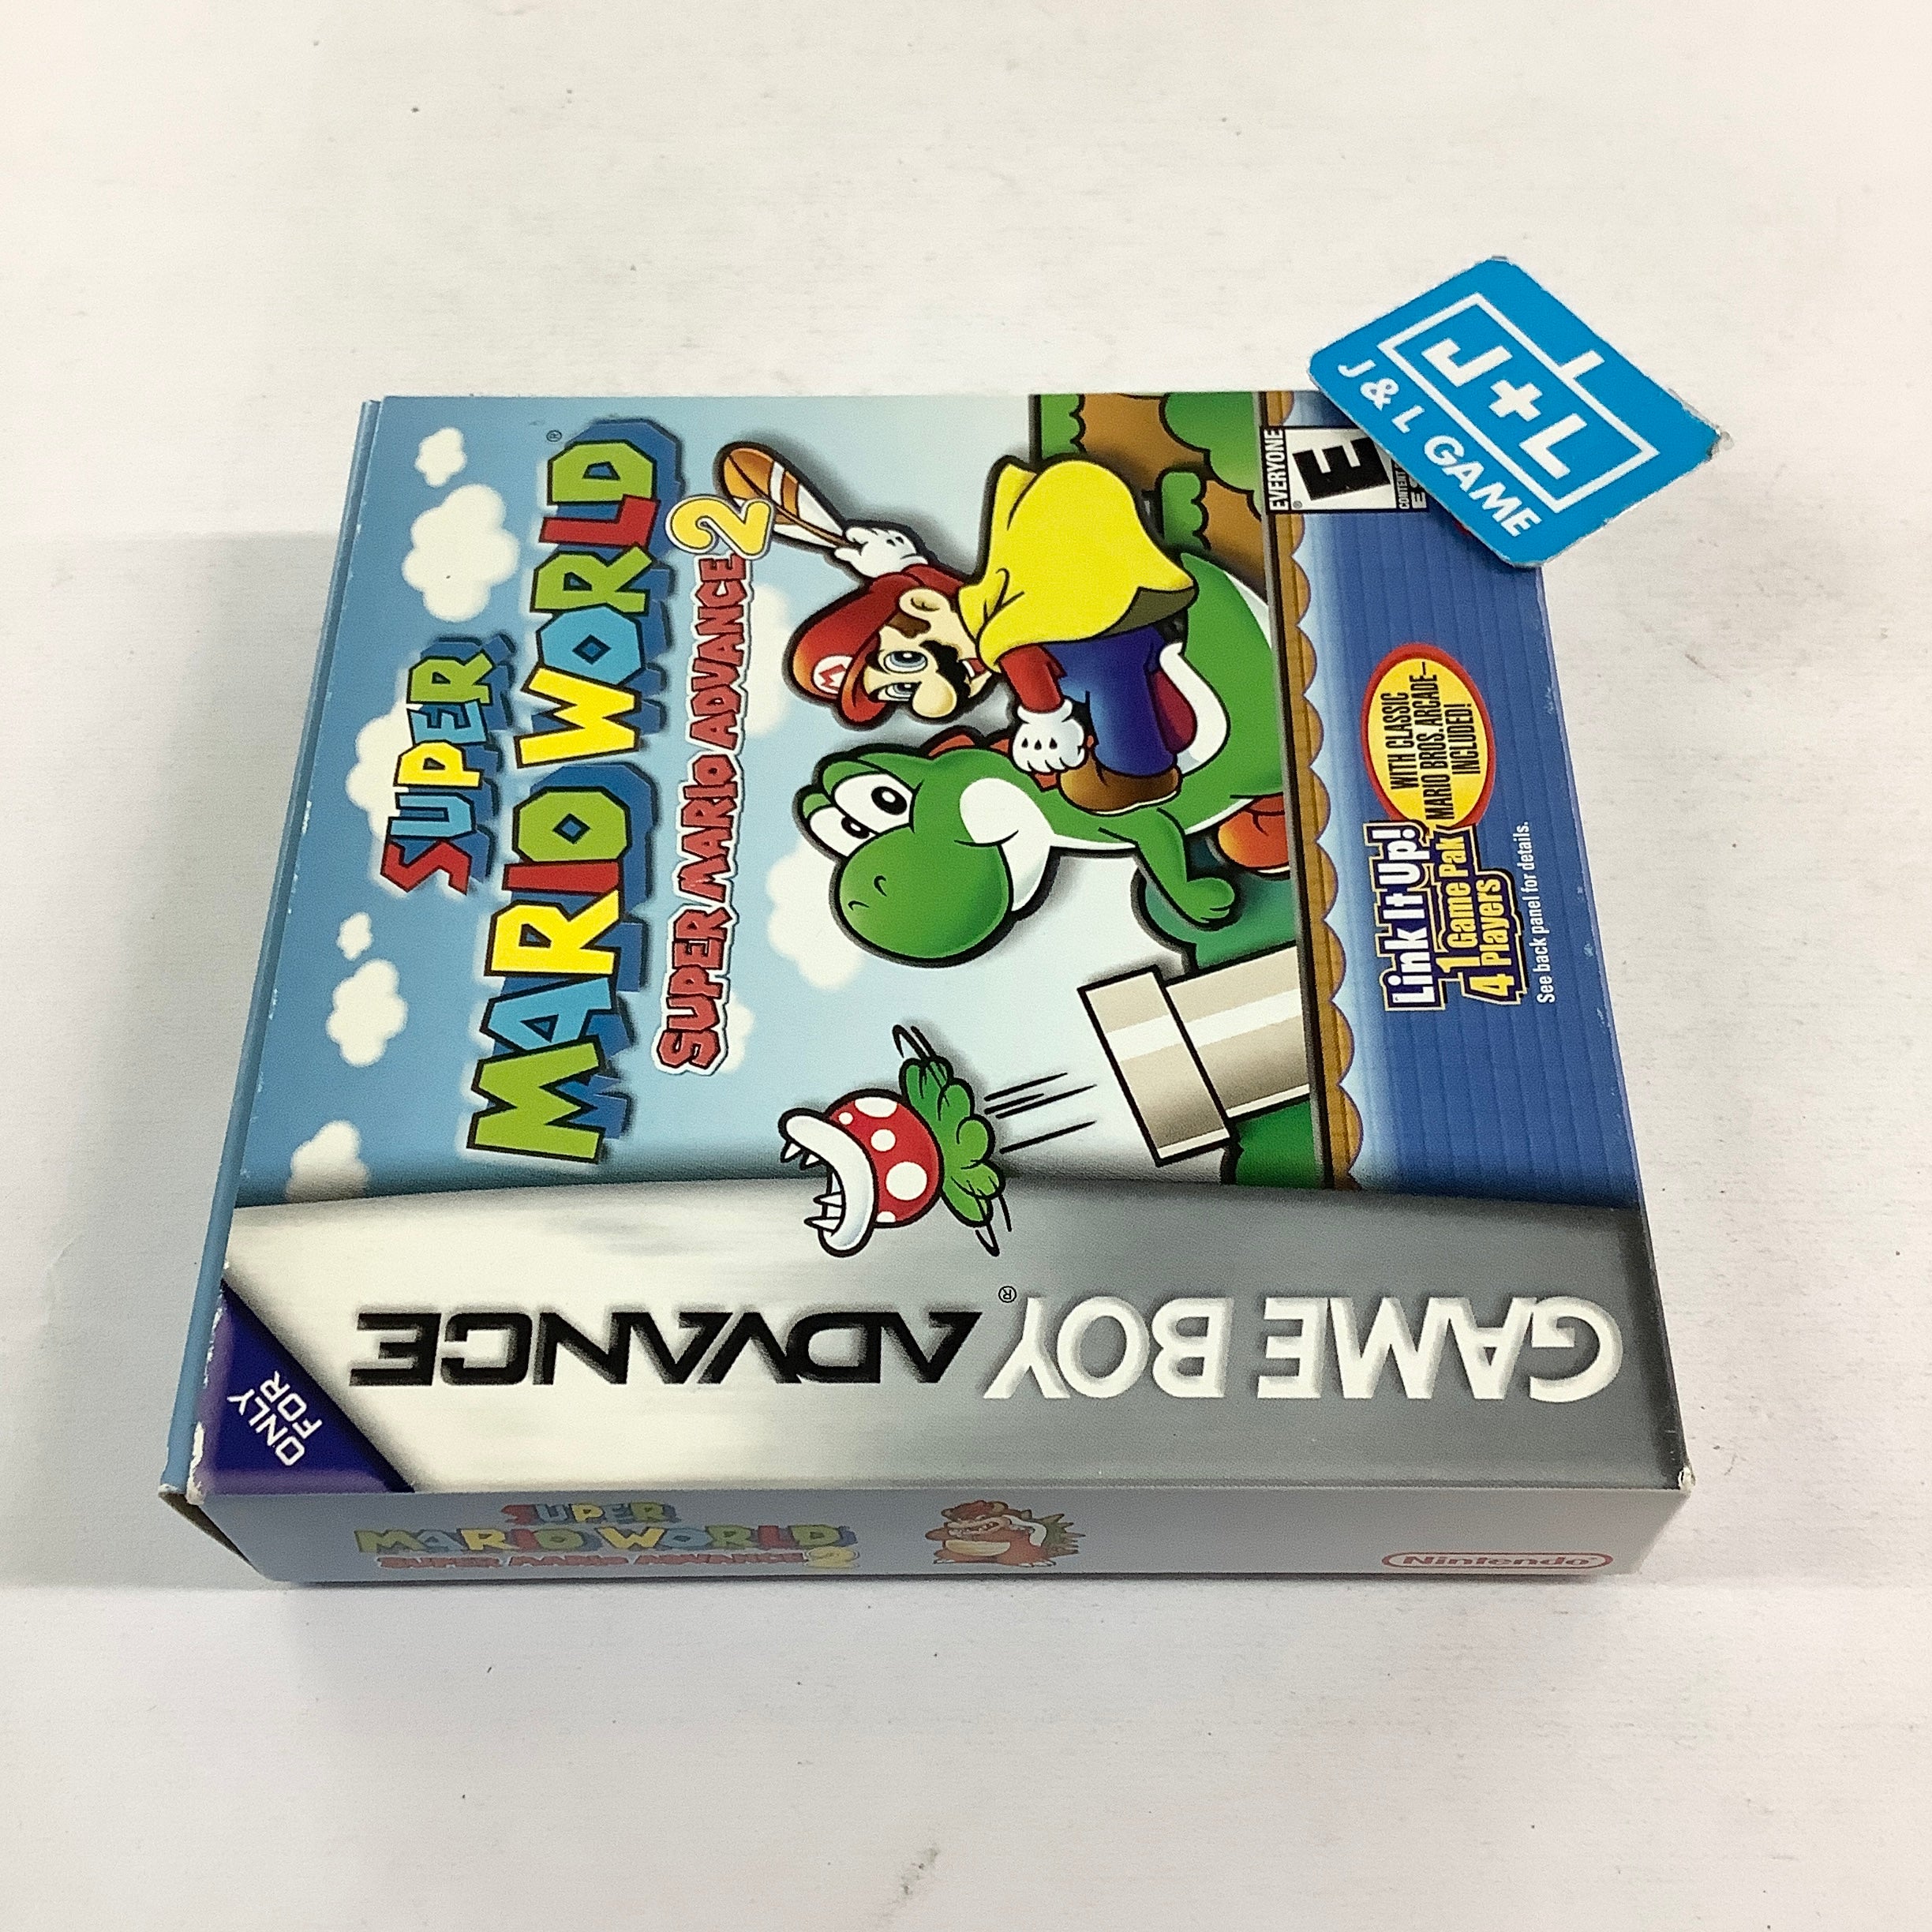 SUPER
MARIO WORLD®
SUPER MARIO ADVANCE 2
M
EVERYONE
E
®
CONTENT
WITH CLASSIC
MARIO BROS. ARCADE—
INCLUDED!
Link It Up!
1 Game Pak
4 Players
See back panel for details.
ONLY
FOR
GAME BOY ADVANCE®
SUPER
MARIO WORLD
SUPER MARIO ADVANCE 2
Nintendo®
J+L
J & L GAME